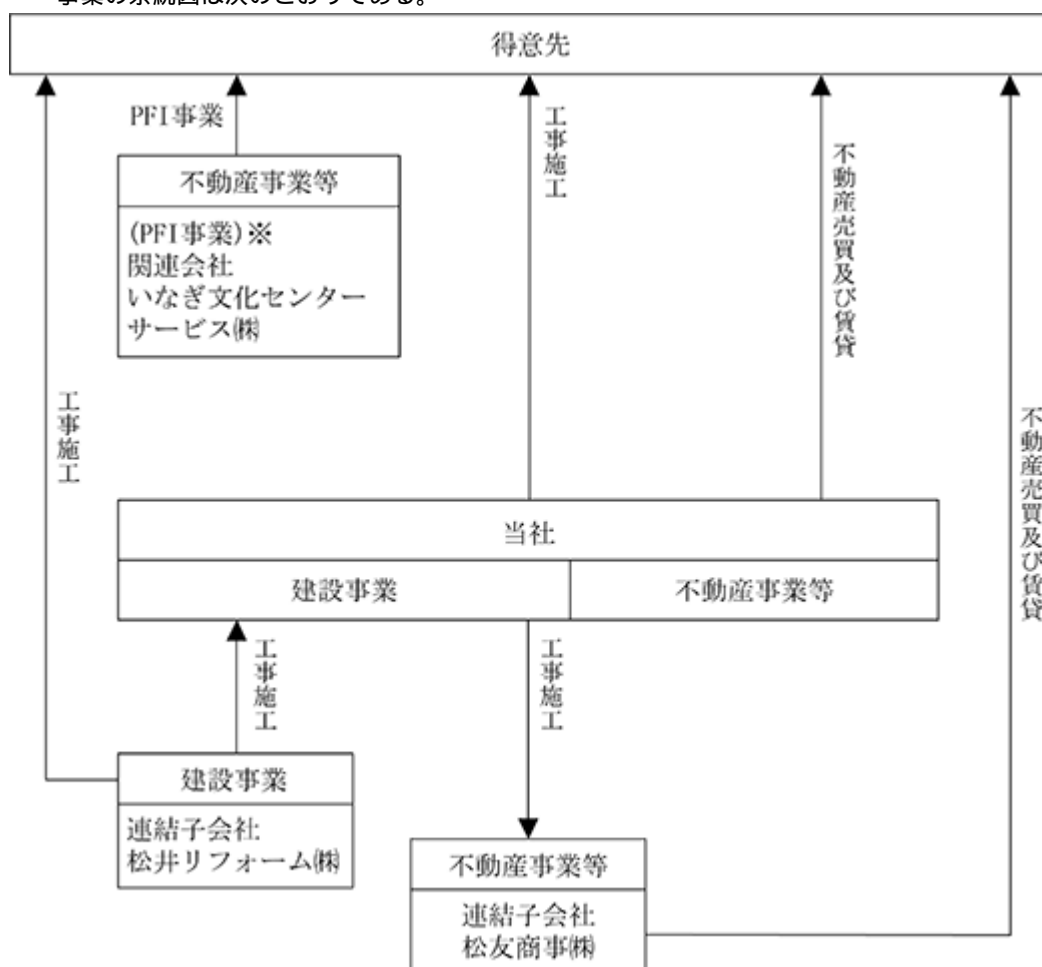 事業の系統図は次のとおりである。
得意先
PFI事業
工事施工
不動産売買及び賃貸
不動産事業等
(PFI事業)※
関連会社
いなぎ文化センター
サービス㈱
工事施工
不動産売買及び賃貸
当社
建設事業
不動産事業等
工事施工
工事施工
建設事業
連結子会社
松井リフォーム㈱
不動産事業等
連結子会社
松友商事㈱